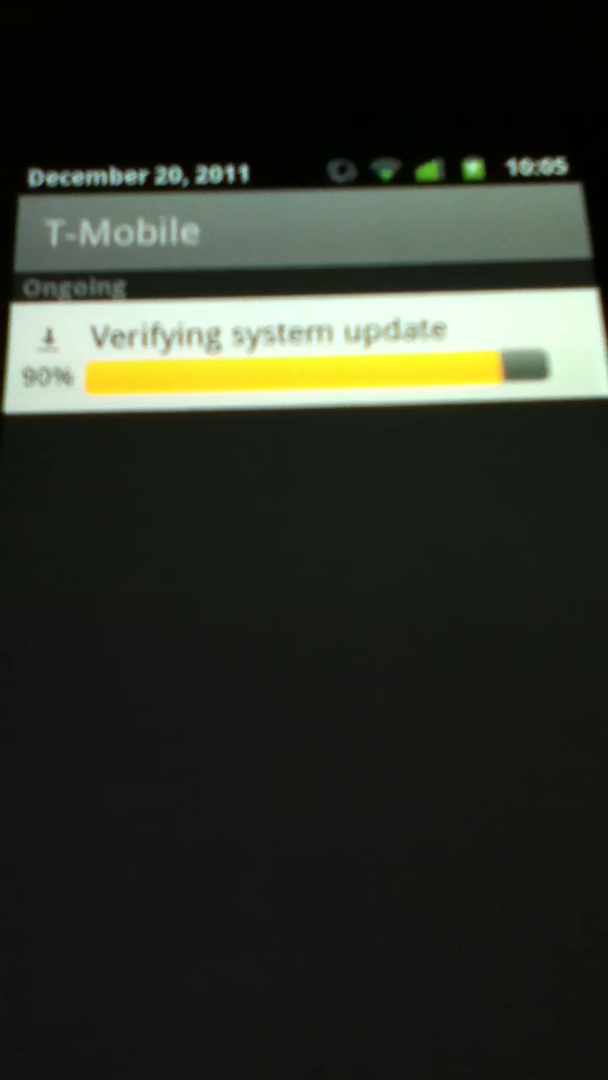 December 20, 2011 10:05
T-Mobile
Ongoing
Verifying system update
90%